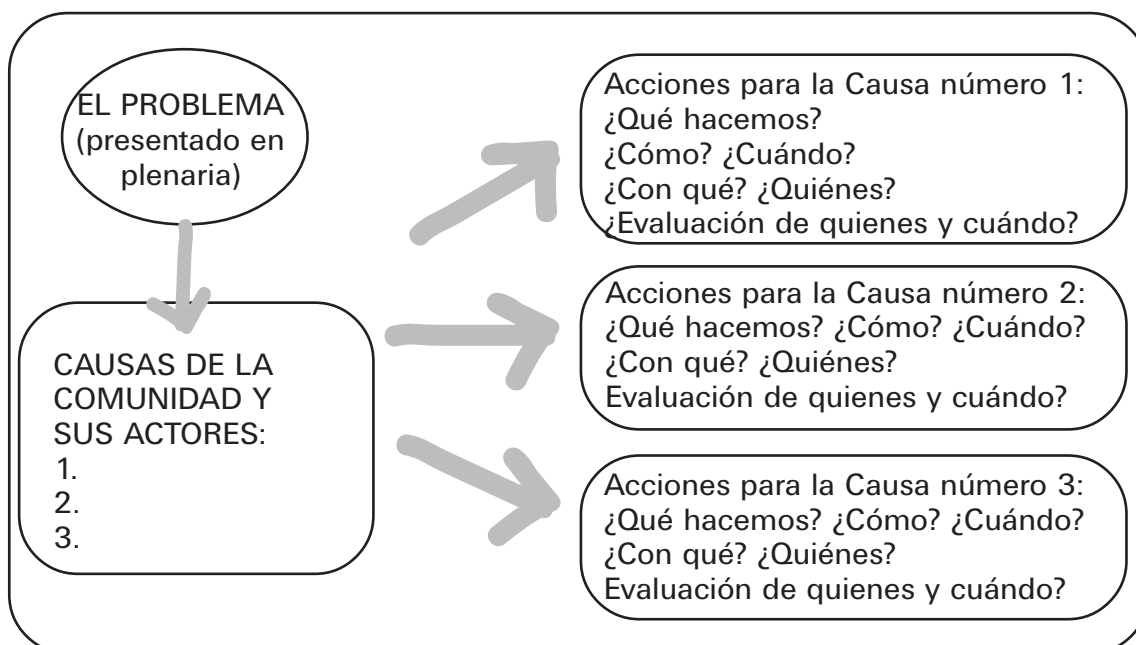 EL PROBLEMA
(presentado en
plenaria)
CAUSAS DE LA
COMUNIDAD Y
SUS ACTORES:
1.
2.
3.
Acciones para la Causa número 1:
¿Qué hacemos?
¿Cómo? ¿Cuándo?
¿Con qué? ¿Quiénes?
¿Evaluación de quienes y cuándo?
Acciones para la Causa número 2:
¿Qué hacemos? ¿Cómo? ¿Cuándo?
¿Con qué? ¿Quiénes?
Evaluación de quienes y cuándo?
Acciones para la Causa número 3:
¿Qué hacemos? ¿Cómo? ¿Cuándo?
¿Con qué? ¿Quiénes?
Evaluación de quienes y cuándo?